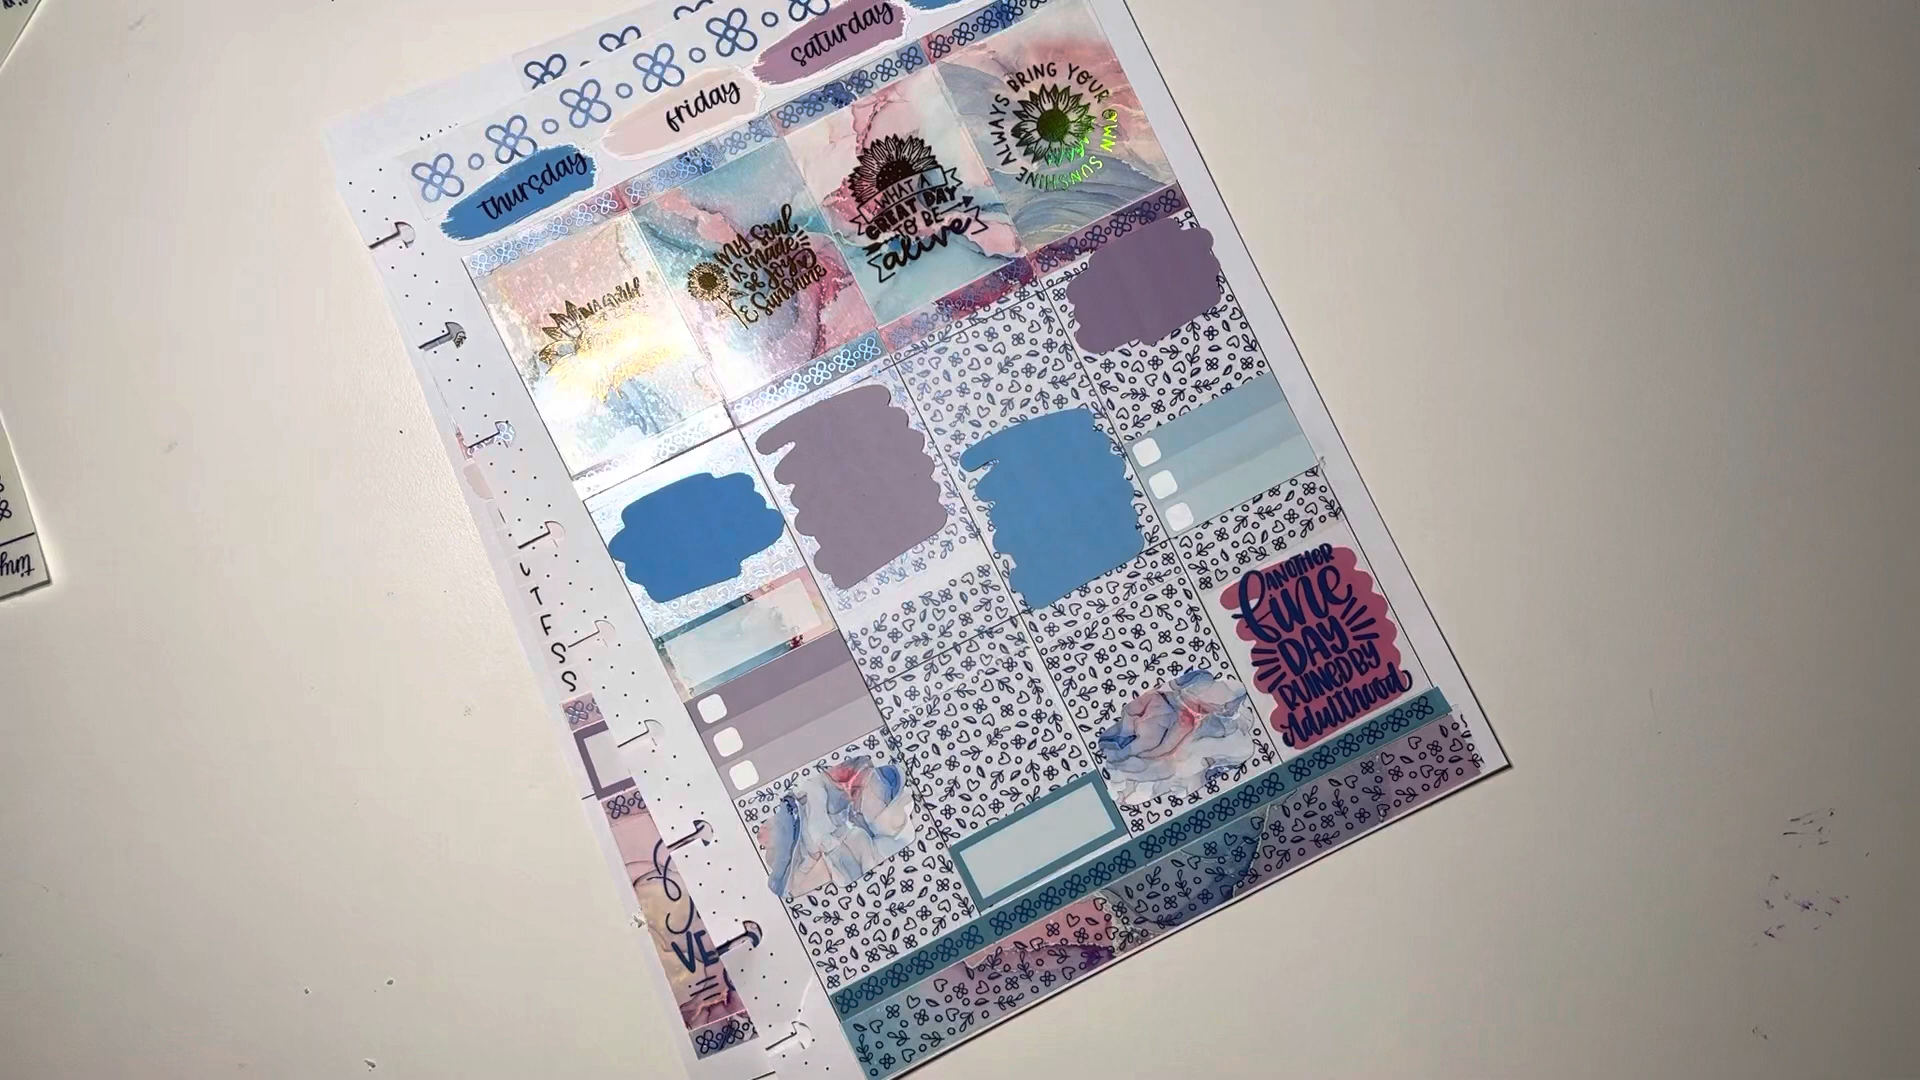 saturday
friday
thursday
ALWAYS BRING YOUR OWN SUNSHINE
WHAT A
GREAT DAY
TO BE
alive
my soul
is made
of joy
& sunshine
ANOTHER
fine
DAY
RUINED BY
Adulthood
tiny